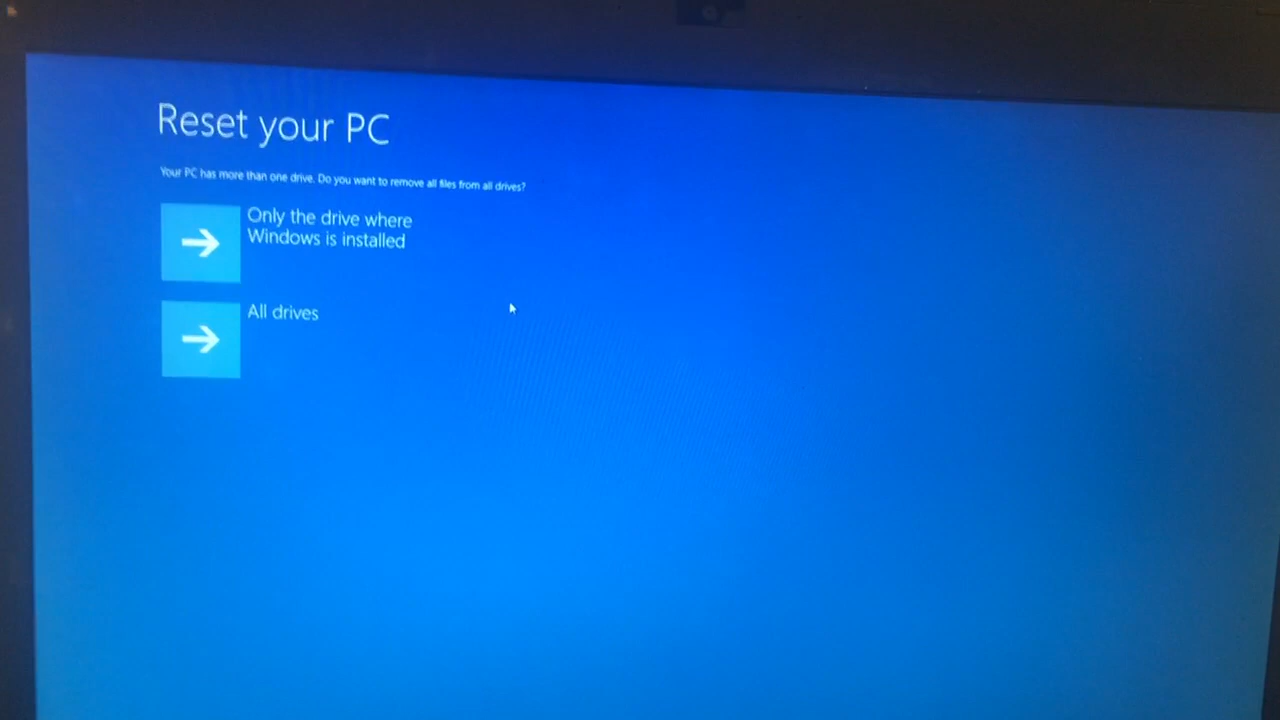 Reset your PC
Your PC has more than one drive. Do you want to remove all files from all drives?
Only the drive where
Windows is installed
All drives